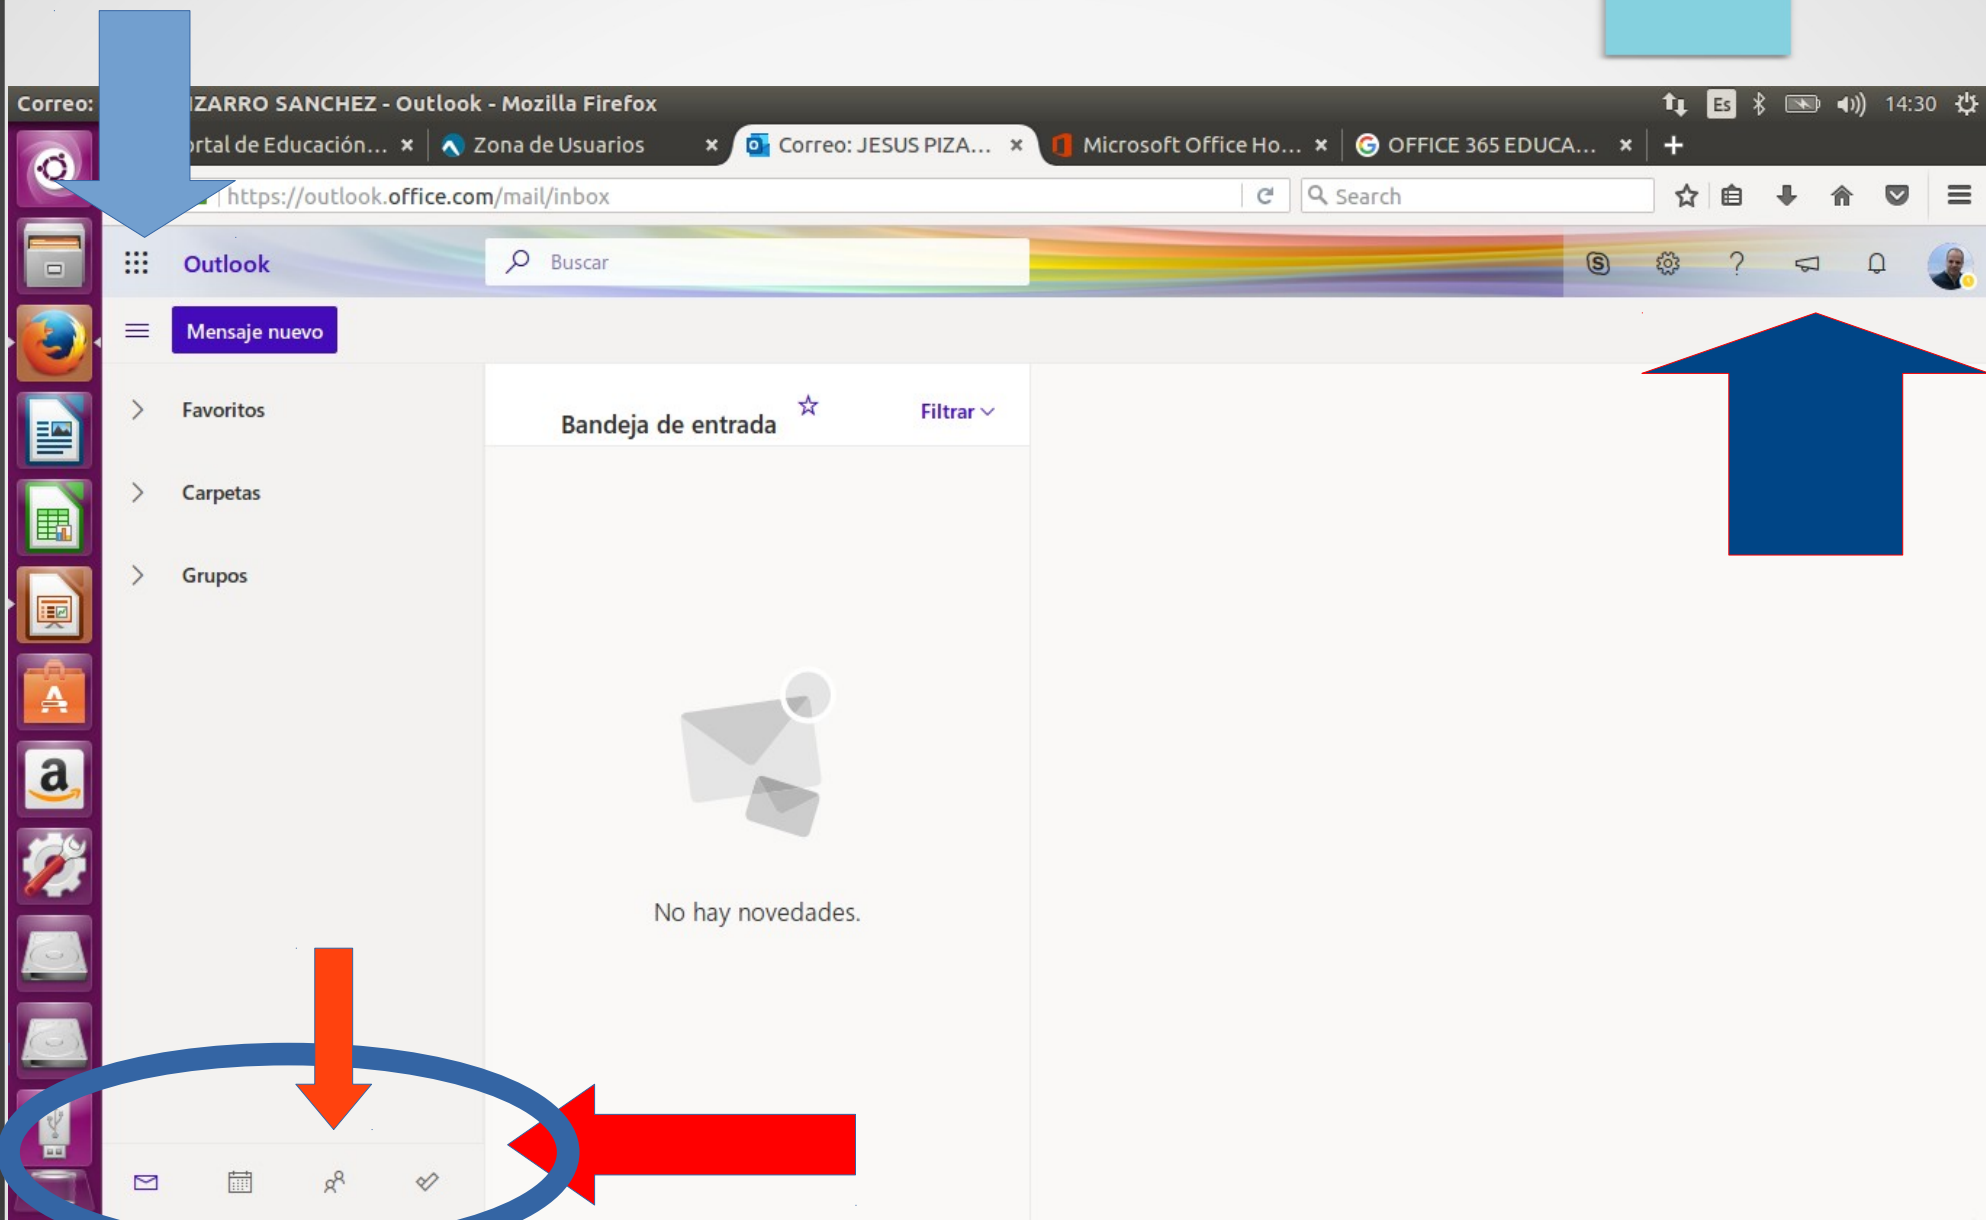 Correo: IZARRO SANCHEZ - Outlook - Mozilla Firefox Es 14:30
rtal de Educación... Zona de Usuarios Correo: JESUS PIZA... Microsoft Office Ho... OFFICE 365 EDUCA...
https://outlook.office.com/mail/inbox Search
Outlook Buscar
Mensaje nuevo
Favoritos
Bandeja de entrada Filtrar
Carpetas
Grupos
No hay novedades.